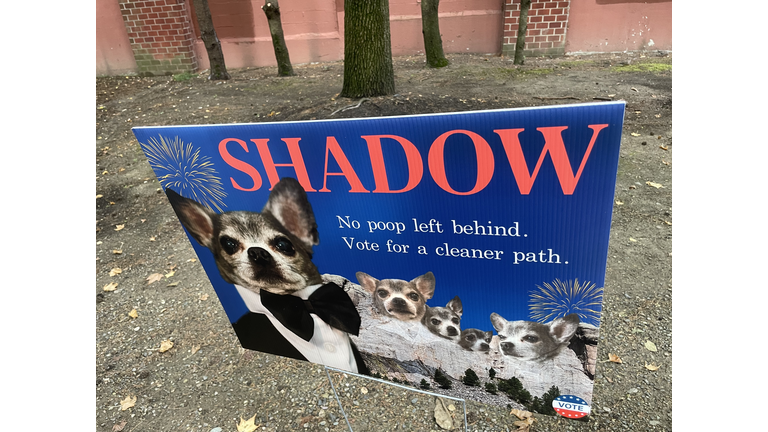 SHADOW
No poop left behind.
Vote for a cleaner path.
VOTE